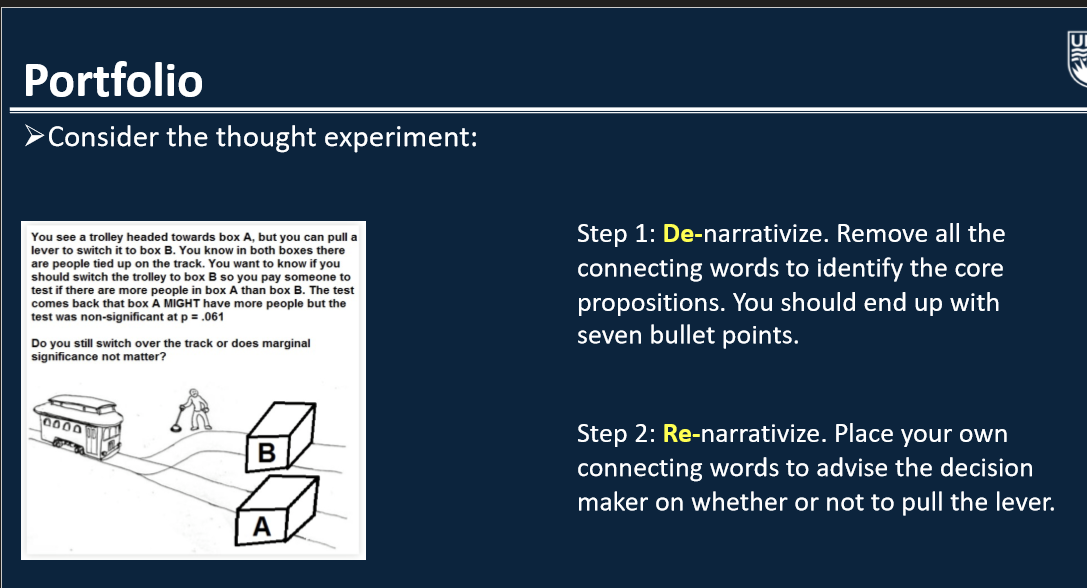 Portfolio
➢Consider the thought experiment:
You see a trolley headed towards box A, but you can pull a
lever to switch it to box B. You know in both boxes there
are people tied up on the track. You want to know if you
should switch the trolley to box B so you pay someone to
test if there are more people in box A than box B. The test
comes back that box A MIGHT have more people but the
test was non-significant at p = .061
Do you still switch over the track or does marginal
significance not matter?
B
A
Step 1: De-narrativize. Remove all the
connecting words to identify the core
propositions. You should end up with
seven bullet points.
Step 2: Re-narrativize. Place your own
connecting words to advise the decision
maker on whether or not to pull the lever.